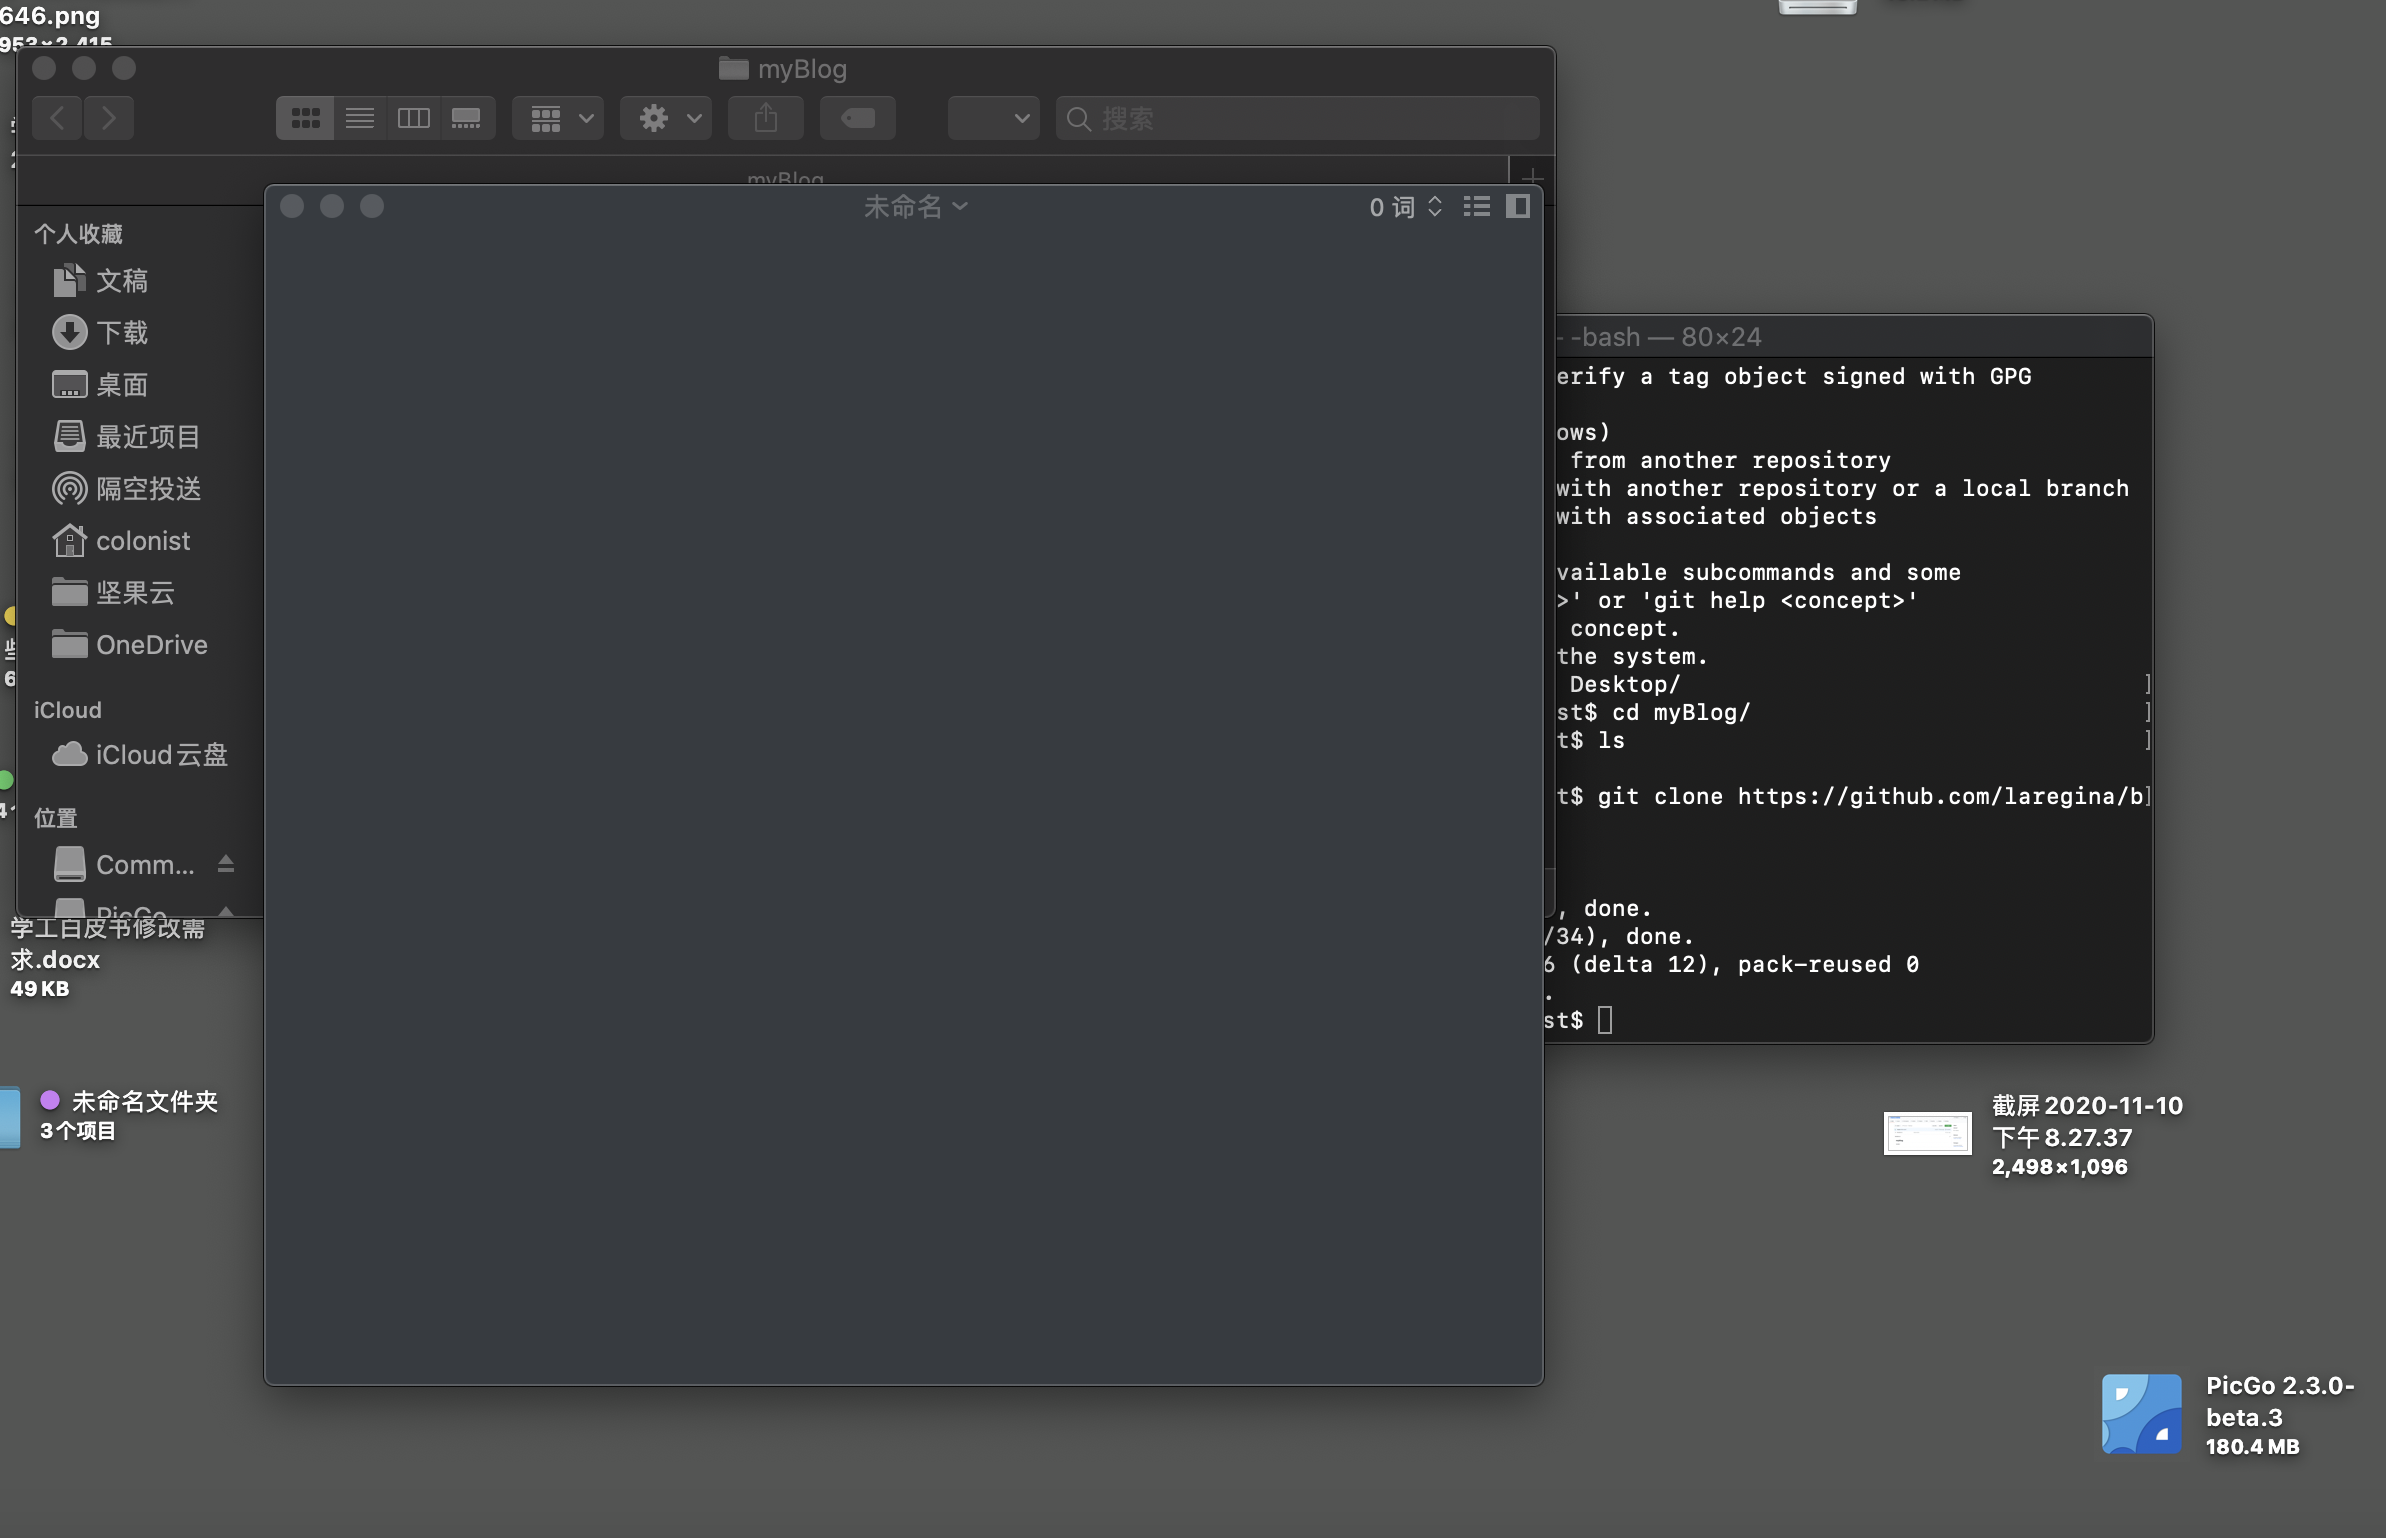 646.png
953×2,415
myBlog
搜索
myBlog
未命名
0 词
个人收藏
文稿
下载
桌面
最近项目
隔空投送
colonist
坚果云
OneDrive
iCloud
iCloud云盘
位置
Comm...
PicGo
学工白皮书修改需
求.docx
49 KB
未命名文件夹
3个项目
-bash — 80×24
erify a tag object signed with GPG
ows)
from another repository
with another repository or a local branch
with associated objects
vailable subcommands and some
>' or 'git help <concept>'
concept.
the system.
Desktop/ ]
st$ cd myBlog/ ]
t$ ls ]
t$ git clone https://github.com/laregina/b]
, done.
/34), done.
6 (delta 12), pack-reused 0
.
st$
截屏2020-11-10
下午8.27.37
2,498×1,096
PicGo 2.3.0-
beta.3
180.4 MB